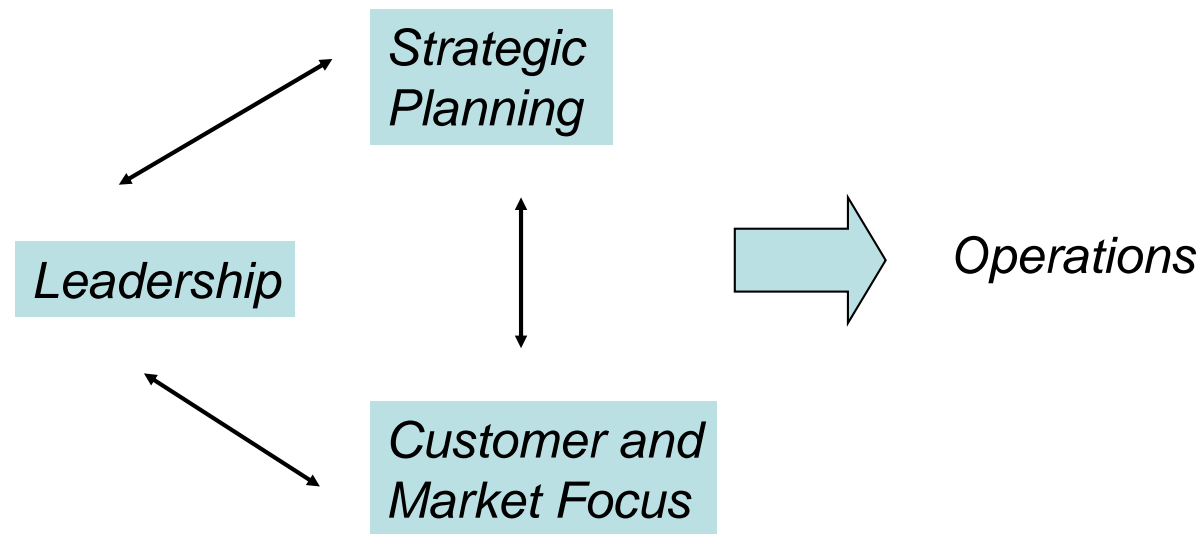 Strategic
Planning
Leadership
Operations
Customer and
Market Focus